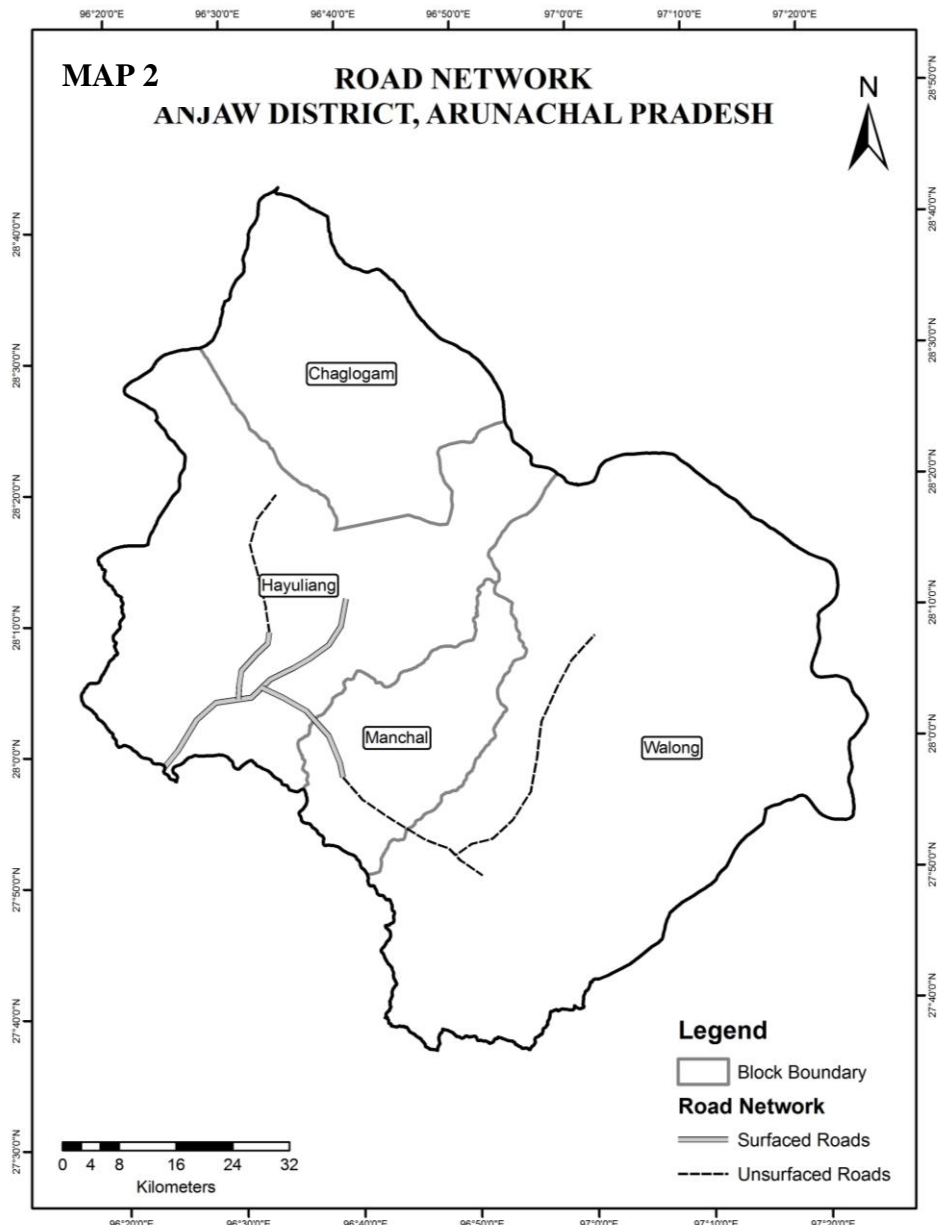 96°20'0"E 96°30'0"E 96°40'0"E 96°50'0"E 97°0'0"E 97°10'0"E 97°20'0"E
MAP 2
ROAD NETWORK
ANJAW DISTRICT, ARUNACHAL PRADESH
N
28°50'0"N
28°40'0"N
28°40'0"N
28°30'0"N
28°30'0"N
Chaglogam
28°20'0"N
28°20'0"N
Hayuliang
28°10'0"N
28°10'0"N
Manchal
Walong
28°0'0"N
28°0'0"N
27°50'0"N
27°50'0"N
27°40'0"N
27°40'0"N
27°30'0"N
Legend
Block Boundary
Road Network
Surfaced Roads
Unsurfaced Roads
0 4 8 16 24 32
Kilometers
96°20'0"E 96°30'0"E 96°40'0"E 96°50'0"E 97°0'0"E 97°10'0"E 97°20'0"E